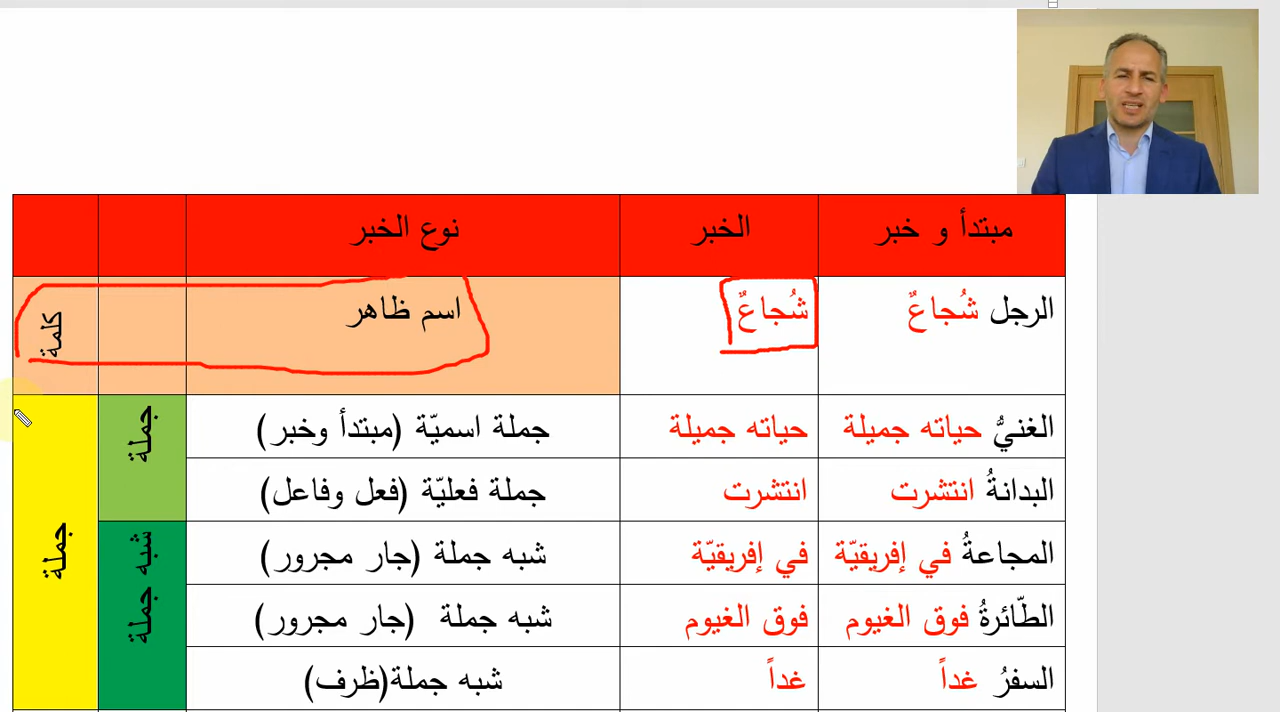 مبتدأ و خبر الخبر نوع الخبر
الرجل شُجاعٌ شُجاعٌ اسم ظاهر كلمة
الغنيُّ حياته جميلة حياته جميلة جملة اسميّة (مبتدأ وخبر) جملة
البدانةُ انتشرت انتشرت جملة فعليّة (فعل وفاعل)
المجاعةُ في إفريقيّة في إفريقيّة شبه جملة (جار مجرور) شبه جملة جملة
الطّائرةُ فوق الغيوم فوق الغيوم شبه جملة (جار مجرور)
السفرُ غداً غداً شبه جملة(ظرف)